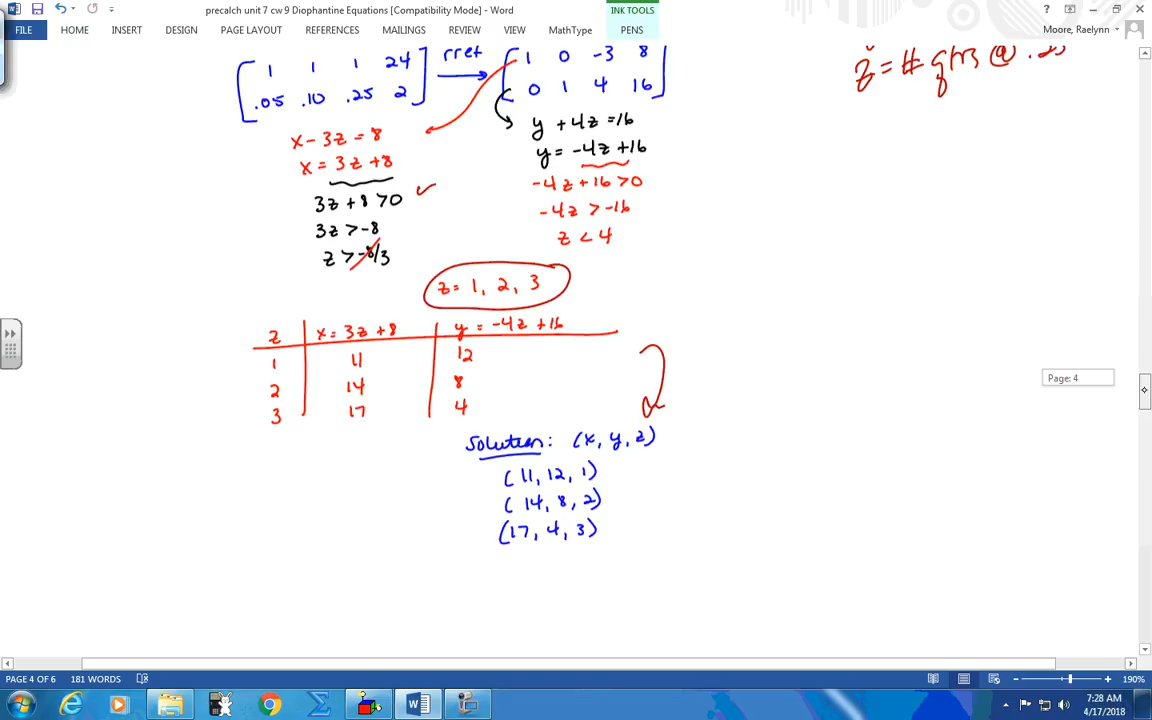 precalch unit 7 cw 9 Diophantine Equations [Compatibility Mode] - Word
INK TOOLS
FILE HOME INSERT DESIGN PAGE LAYOUT REFERENCES MAILINGS REVIEW VIEW MathType PENS
Moore, Raelynn
z = # qtrs @ .25
1 1 1 24
.05 .10 .25 2
rref
1 0 -3 8
0 1 4 16
x - 3z = 8
x = 3z + 8
3z + 8 > 0 ✓
3z > -8
z > -8/3
y + 4z = 16
y = -4z + 16
-4z + 16 > 0
-4z > -16
z < 4
z = 1, 2, 3
z x = 3z + 8 y = -4z + 16
1 11 12
2 14 8
3 17 4
Page: 4
Solution: (x, y, z)
(11, 12, 1)
(14, 8, 2)
(17, 4, 3)
PAGE 4 OF 6 181 WORDS
190%
7:28 AM
4/17/2018